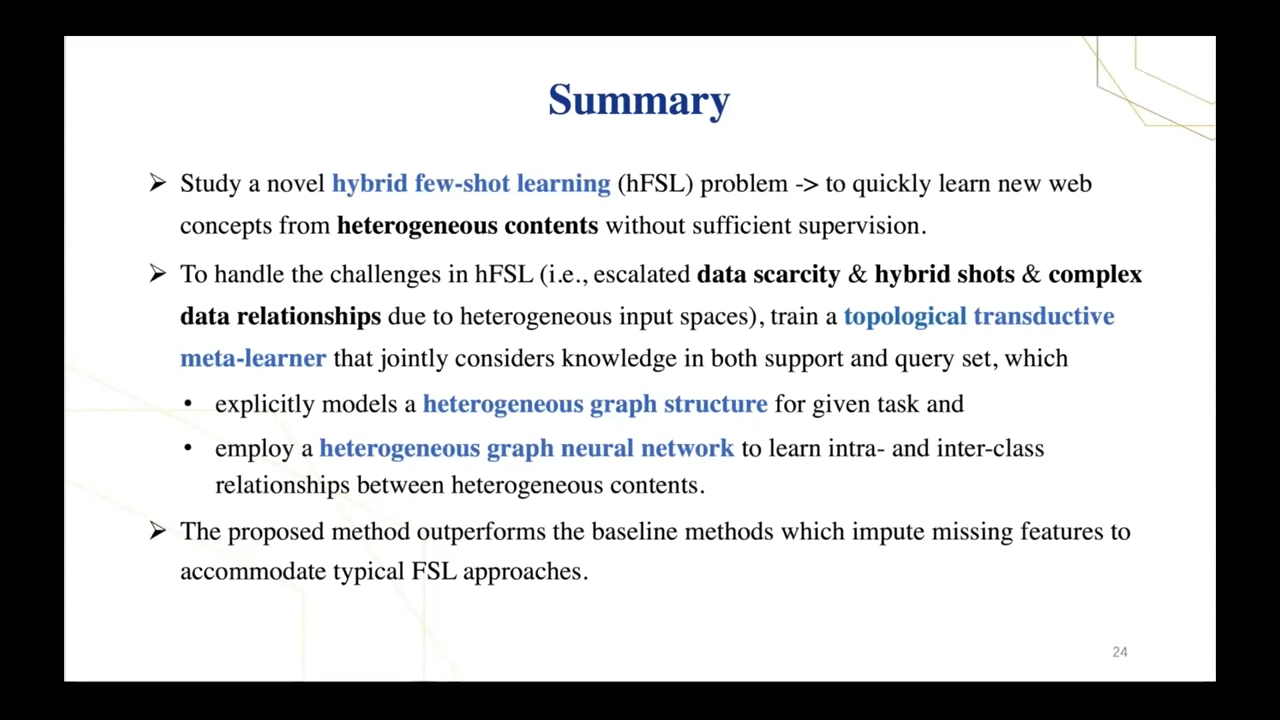 Summary
➢ Study a novel hybrid few-shot learning (hFSL) problem -> to quickly learn new web
concepts from heterogeneous contents without sufficient supervision.
➢ To handle the challenges in hFSL (i.e., escalated data scarcity & hybrid shots & complex
data relationships due to heterogeneous input spaces), train a topological transductive
meta-learner that jointly considers knowledge in both support and query set, which
• explicitly models a heterogeneous graph structure for given task and
• employ a heterogeneous graph neural network to learn intra- and inter-class
relationships between heterogeneous contents.
➢ The proposed method outperforms the baseline methods which impute missing features to
accommodate typical FSL approaches.
24